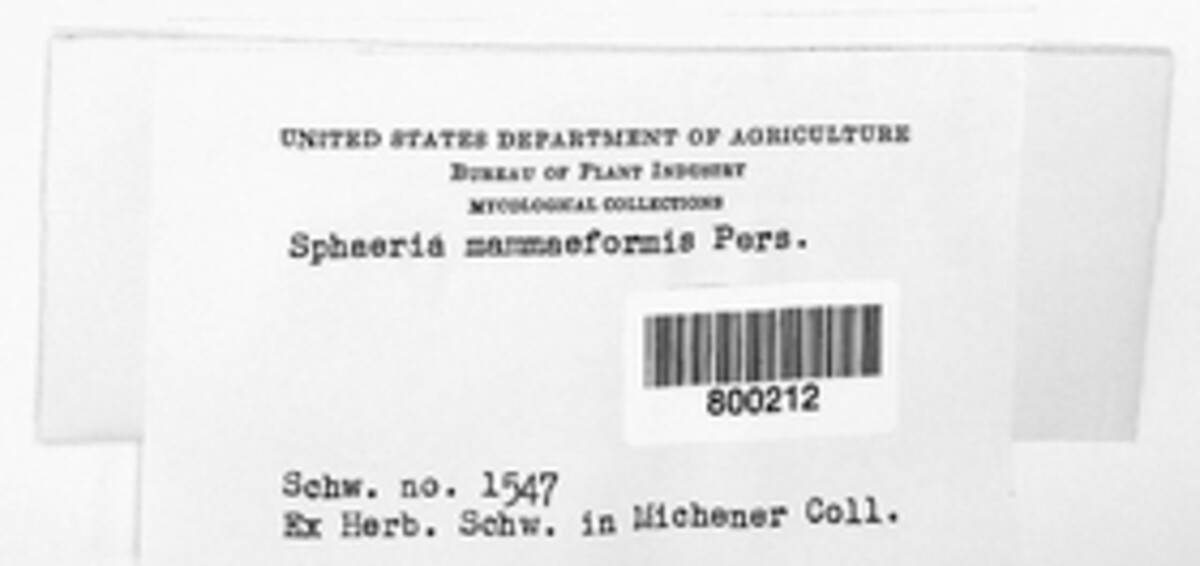 UNITED STATES DEPARTMENT OF AGRICULTURE
BUREAU OF PLANT INDUSTRY
MYCOLOGICAL COLLECTIONS
Sphaeria mammaeformis Pers.
800212
Schw. no. 1547
Ex Herb. Schw. in Michener Coll.